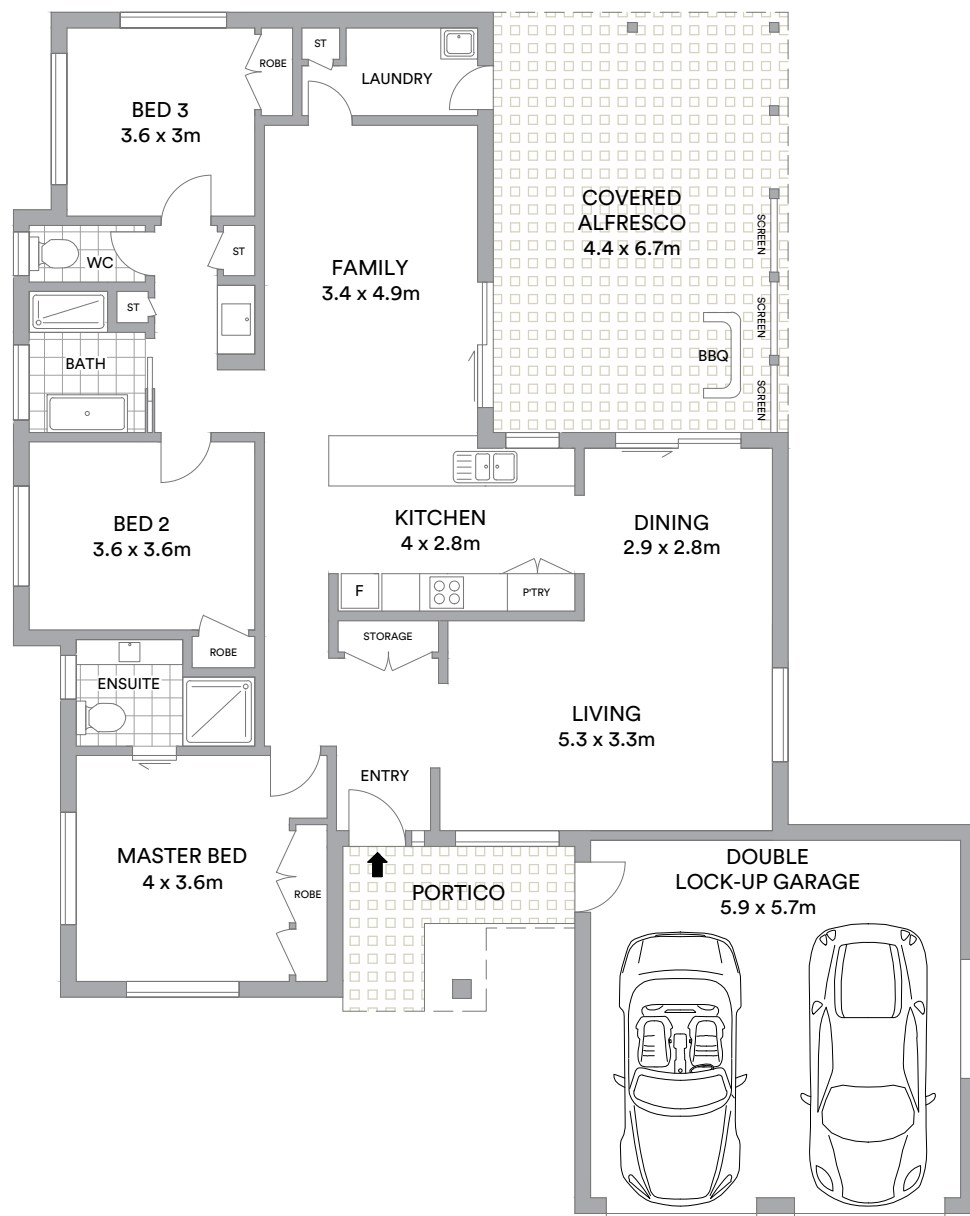 BED 3
3.6 x 3m
ROBE
ST
LAUNDRY
COVERED
ALFRESCO
4.4 x 6.7m
SCREEN
SCREEN
SCREEN
BBQ
WC
ST
FAMILY
3.4 x 4.9m
ST
BATH
BED 2
3.6 x 3.6m
ROBE
KITCHEN
4 x 2.8m
DINING
2.9 x 2.8m
F
P'TRY
STORAGE
ENSUITE
LIVING
5.3 x 3.3m
ENTRY
MASTER BED
4 x 3.6m
ROBE
PORTICO
DOUBLE
LOCK-UP GARAGE
5.9 x 5.7m